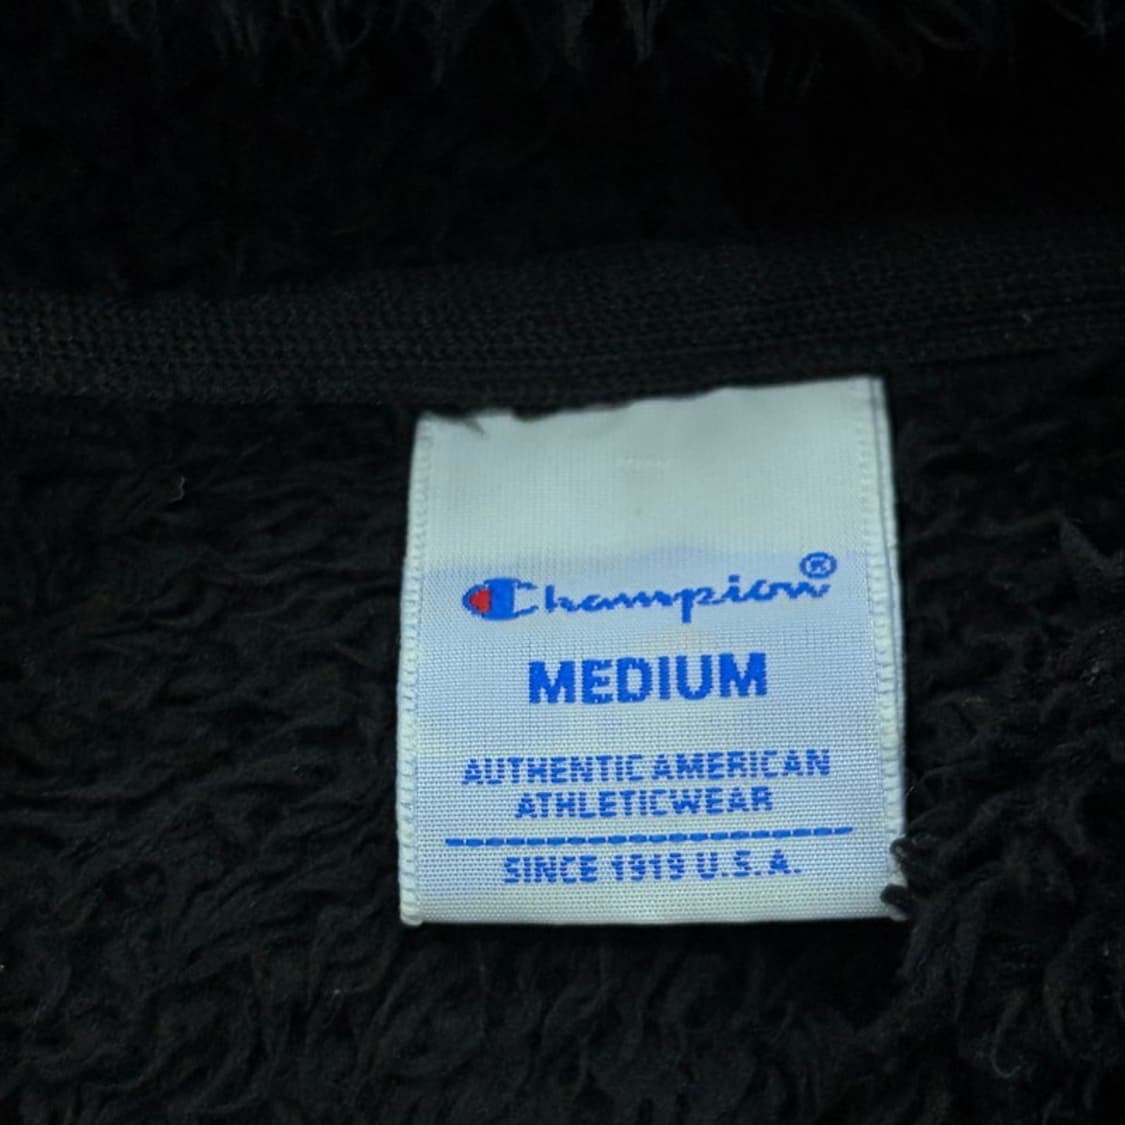 Champion®
MEDIUM
AUTHENTIC AMERICAN
ATHLETICWEAR
SINCE 1919 U.S.A.